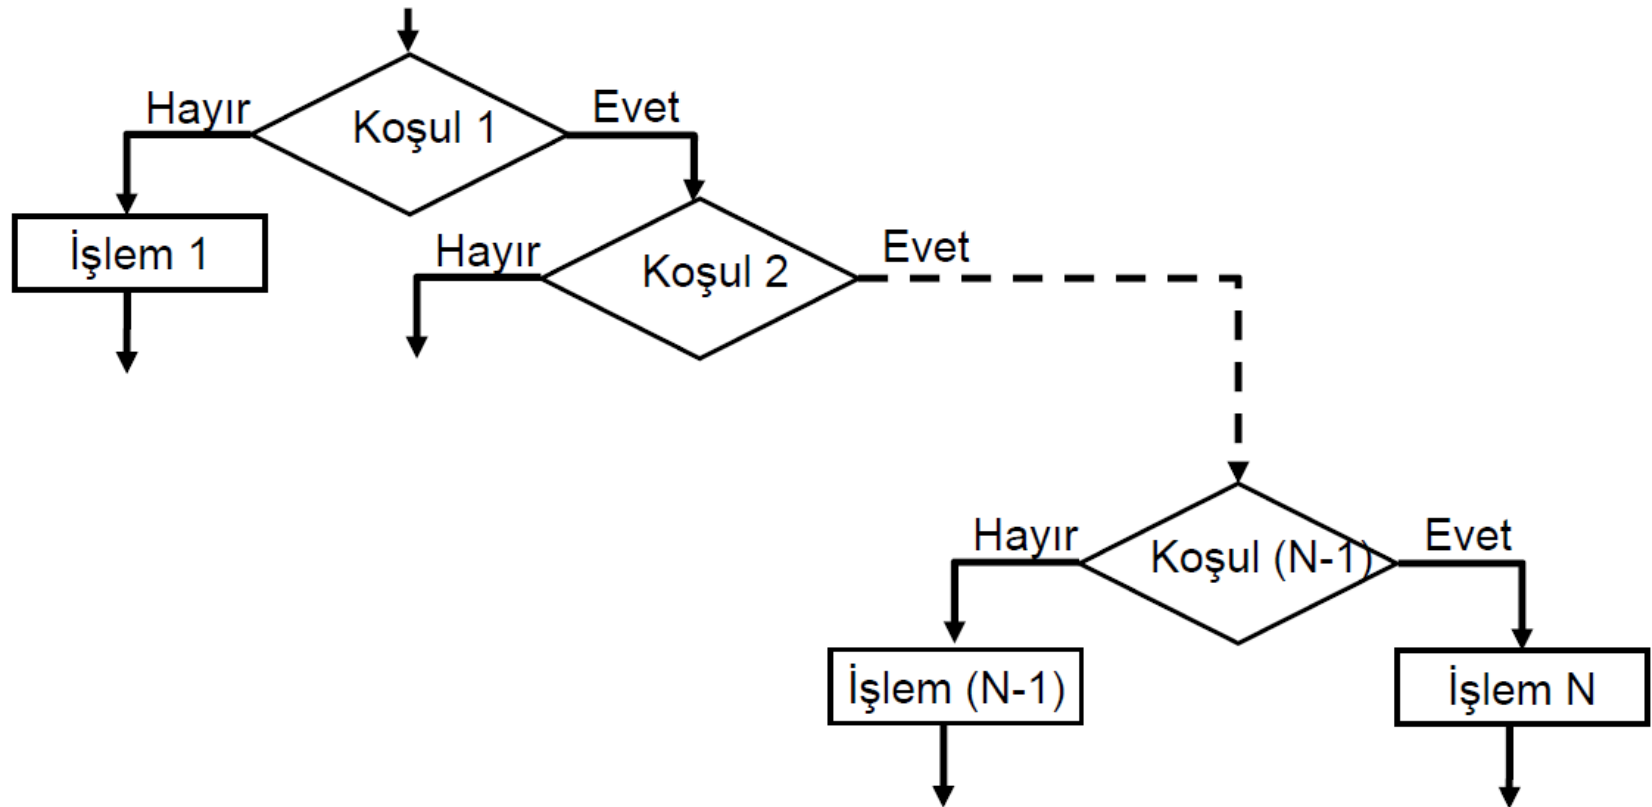 Hayır
Koşul 1
Evet
İşlem 1
Hayır
Koşul 2
Evet
Hayır
Koşul (N-1)
Evet
İşlem (N-1)
İşlem N